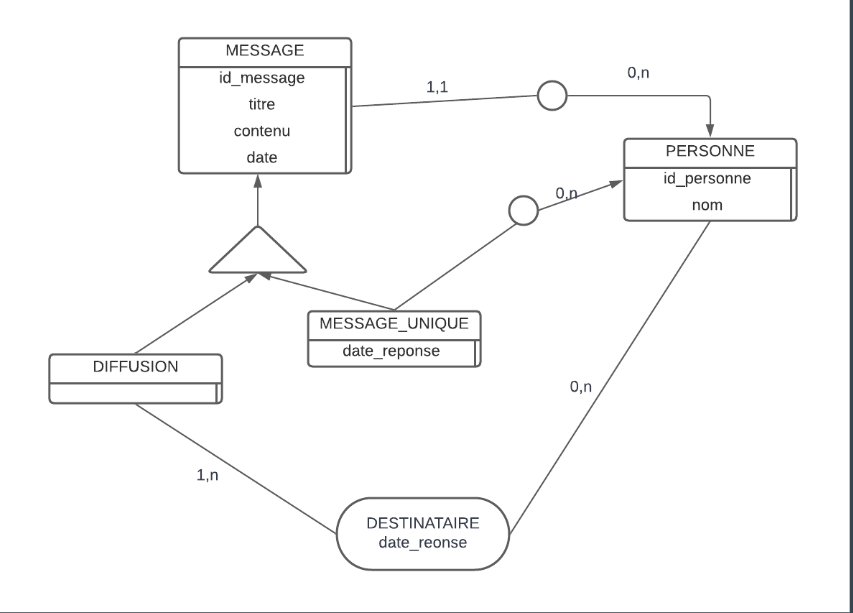 MESSAGE
id_message
titre
contenu
date
1,1
0,n
PERSONNE
id_personne
nom
0,n
MESSAGE_UNIQUE
date_reponse
DIFFUSION
0,n
1,n
DESTINATAIRE
date_reonse